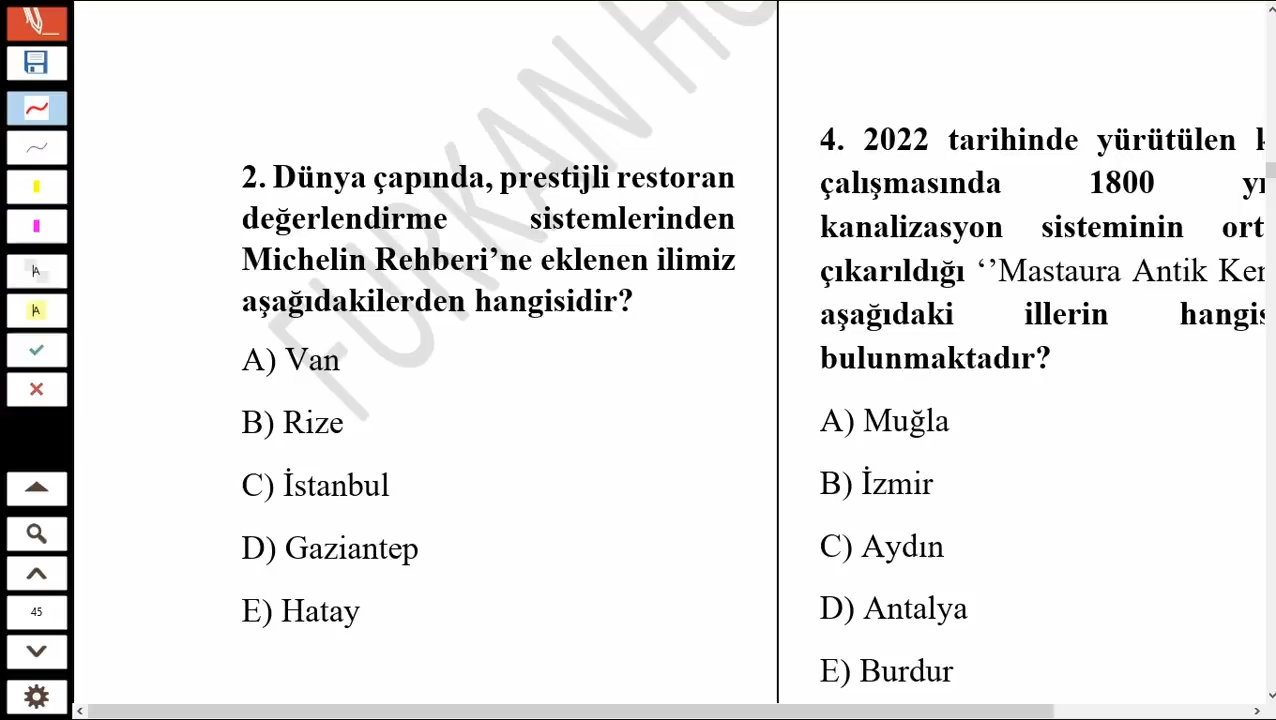 FURKAN HO
2. Dünya çapında, prestijli restoran
değerlendirme sistemlerinden
Michelin Rehberi’ne eklenen ilimiz
aşağıdakilerden hangisidir?
A) Van
B) Rize
C) İstanbul
D) Gaziantep
E) Hatay
4. 2022 tarihinde yürütülen
çalışmasında 1800
kanalizasyon sisteminin
çıkarıldığı ‘’Mastaura Antik
aşağıdaki illerin
bulunmaktadır?
A) Muğla
B) İzmir
C) Aydın
D) Antalya
E) Burdur
45